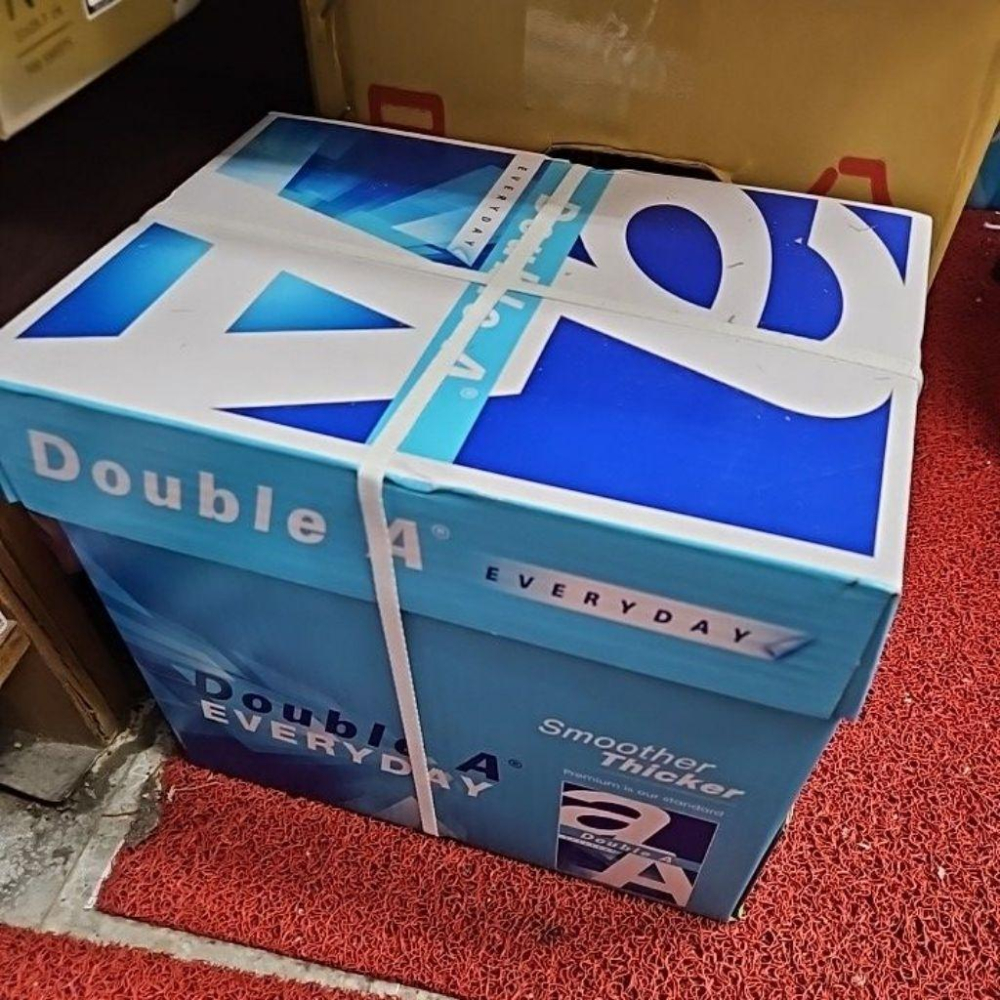 EVERYDAY
Double A®
Double A®
EVERYDAY
Double A®
EVERYDAY
Smoother
Thicker
Premium is our standard
a
Double A
A